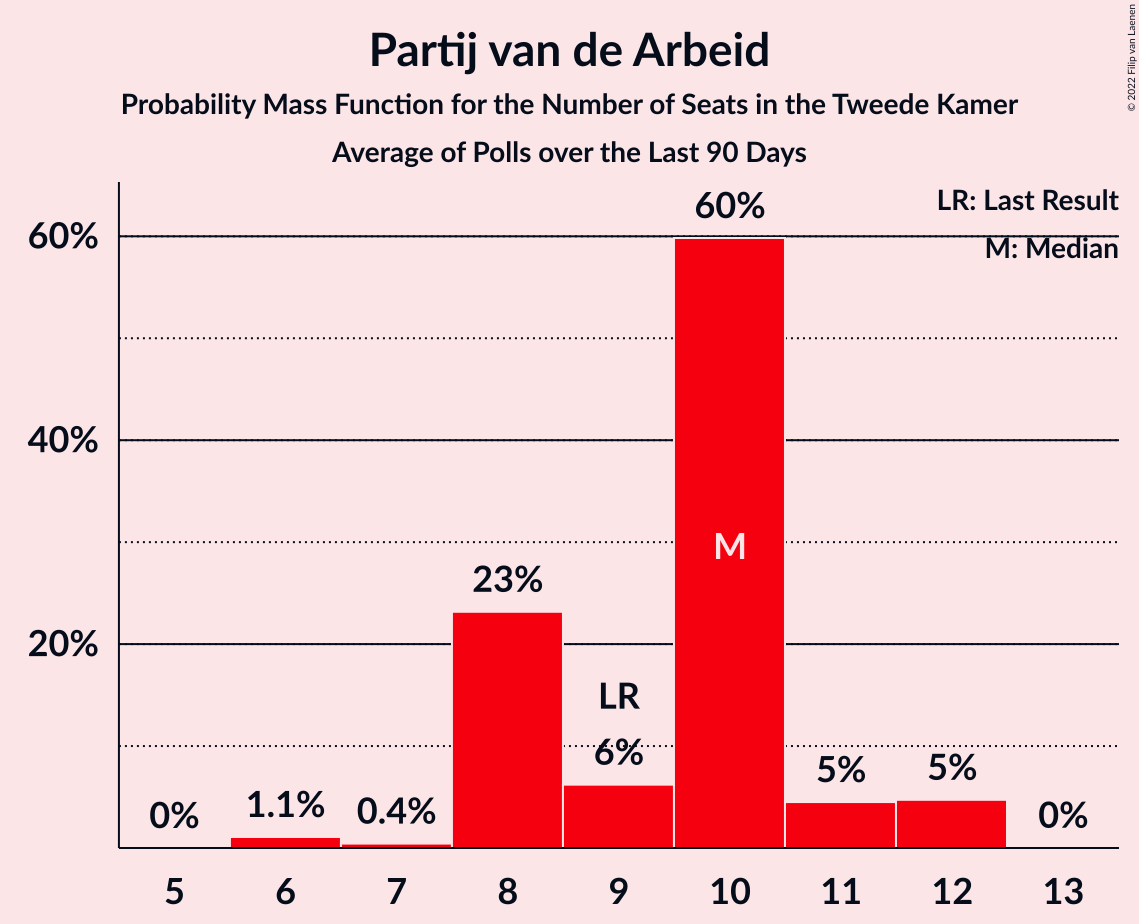 Partij van de Arbeid
Probability Mass Function for the Number of Seats in the Tweede Kamer
Average of Polls over the Last 90 Days
© 2022 Filip van Laenen
LR: Last Result
M: Median
60%
40%
20%
0%
1.1%
0.4%
23%
LR
6%
60%
M
5%
5%
0%
5 6 7 8 9 10 11 12 13